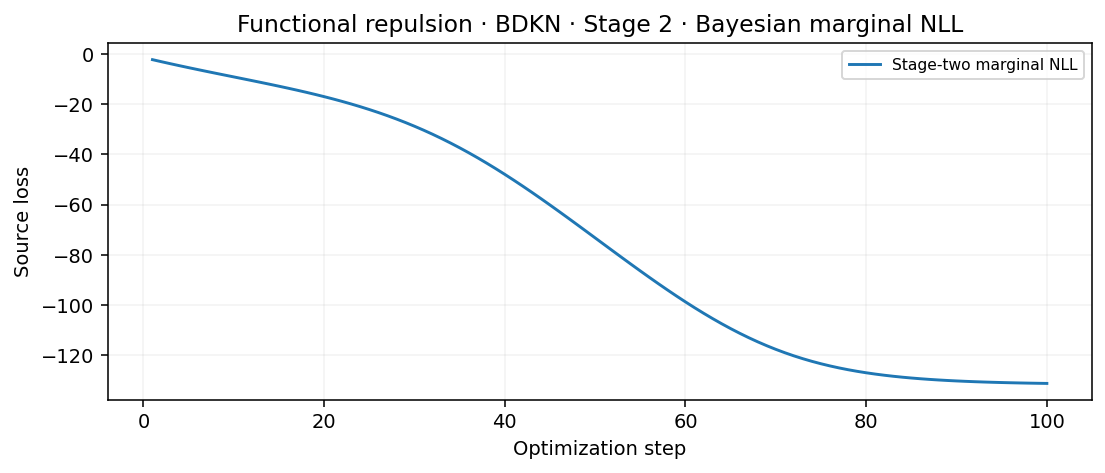 Functional repulsion · BDKN · Stage 2 · Bayesian marginal NLL
Stage-two marginal NLL
Source loss
0
−20
−40
−60
−80
−100
−120
0 20 40 60 80 100
Optimization step